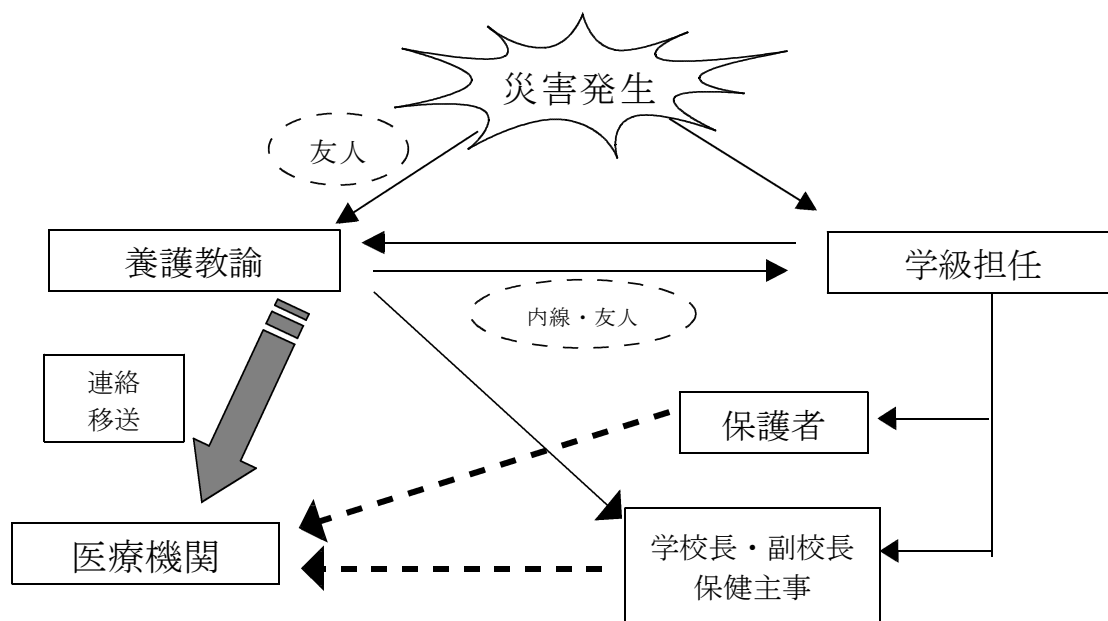 災害発生
友人
養護教諭
学級担任
内線・友人
連絡
移送
保護者
医療機関
学校長・副校長
保健主事